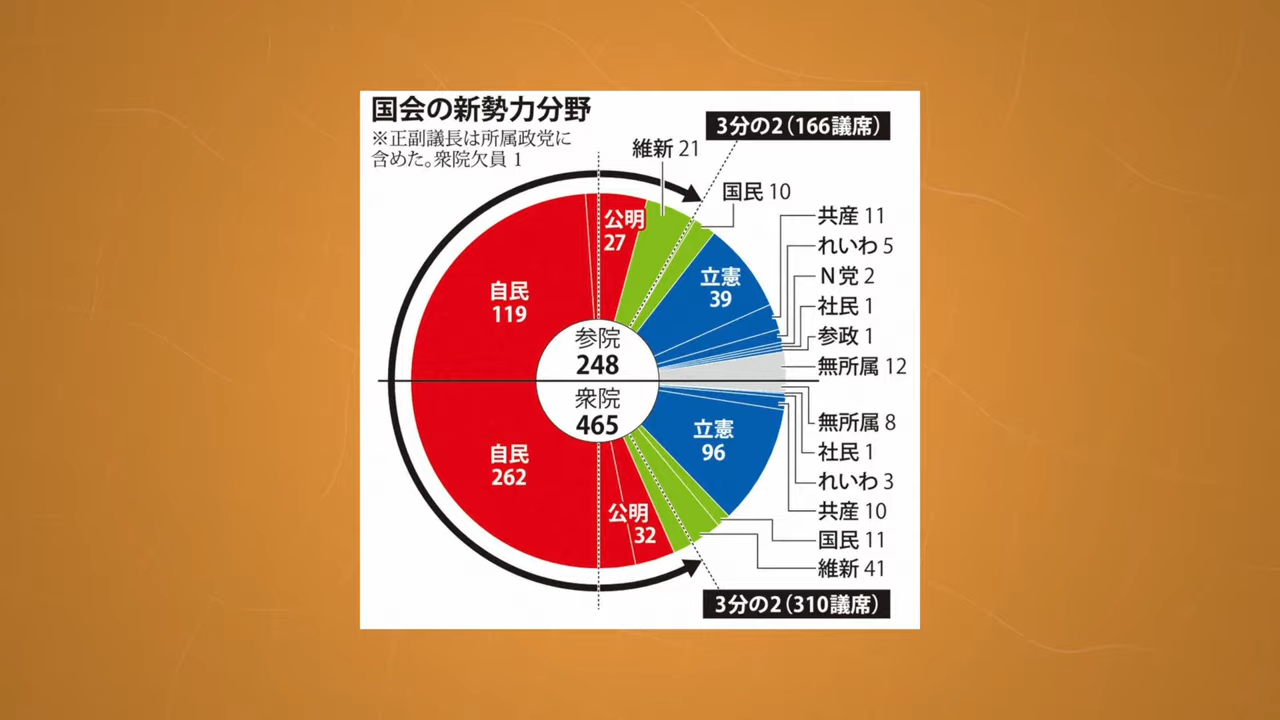 国会の新勢力分野
※正副議長は所属政党に
含めた。衆院欠員 1
3分の2(166議席)
維新 21
国民 10
共産 11
れいわ 5
N党 2
社民 1
参政 1
無所属 12
公明
27
立憲
39
自民
119
参院
248
衆院
465
自民
262
公明
32
立憲
96
無所属 8
社民 1
れいわ 3
共産 10
国民 11
維新 41
3分の2(310議席)